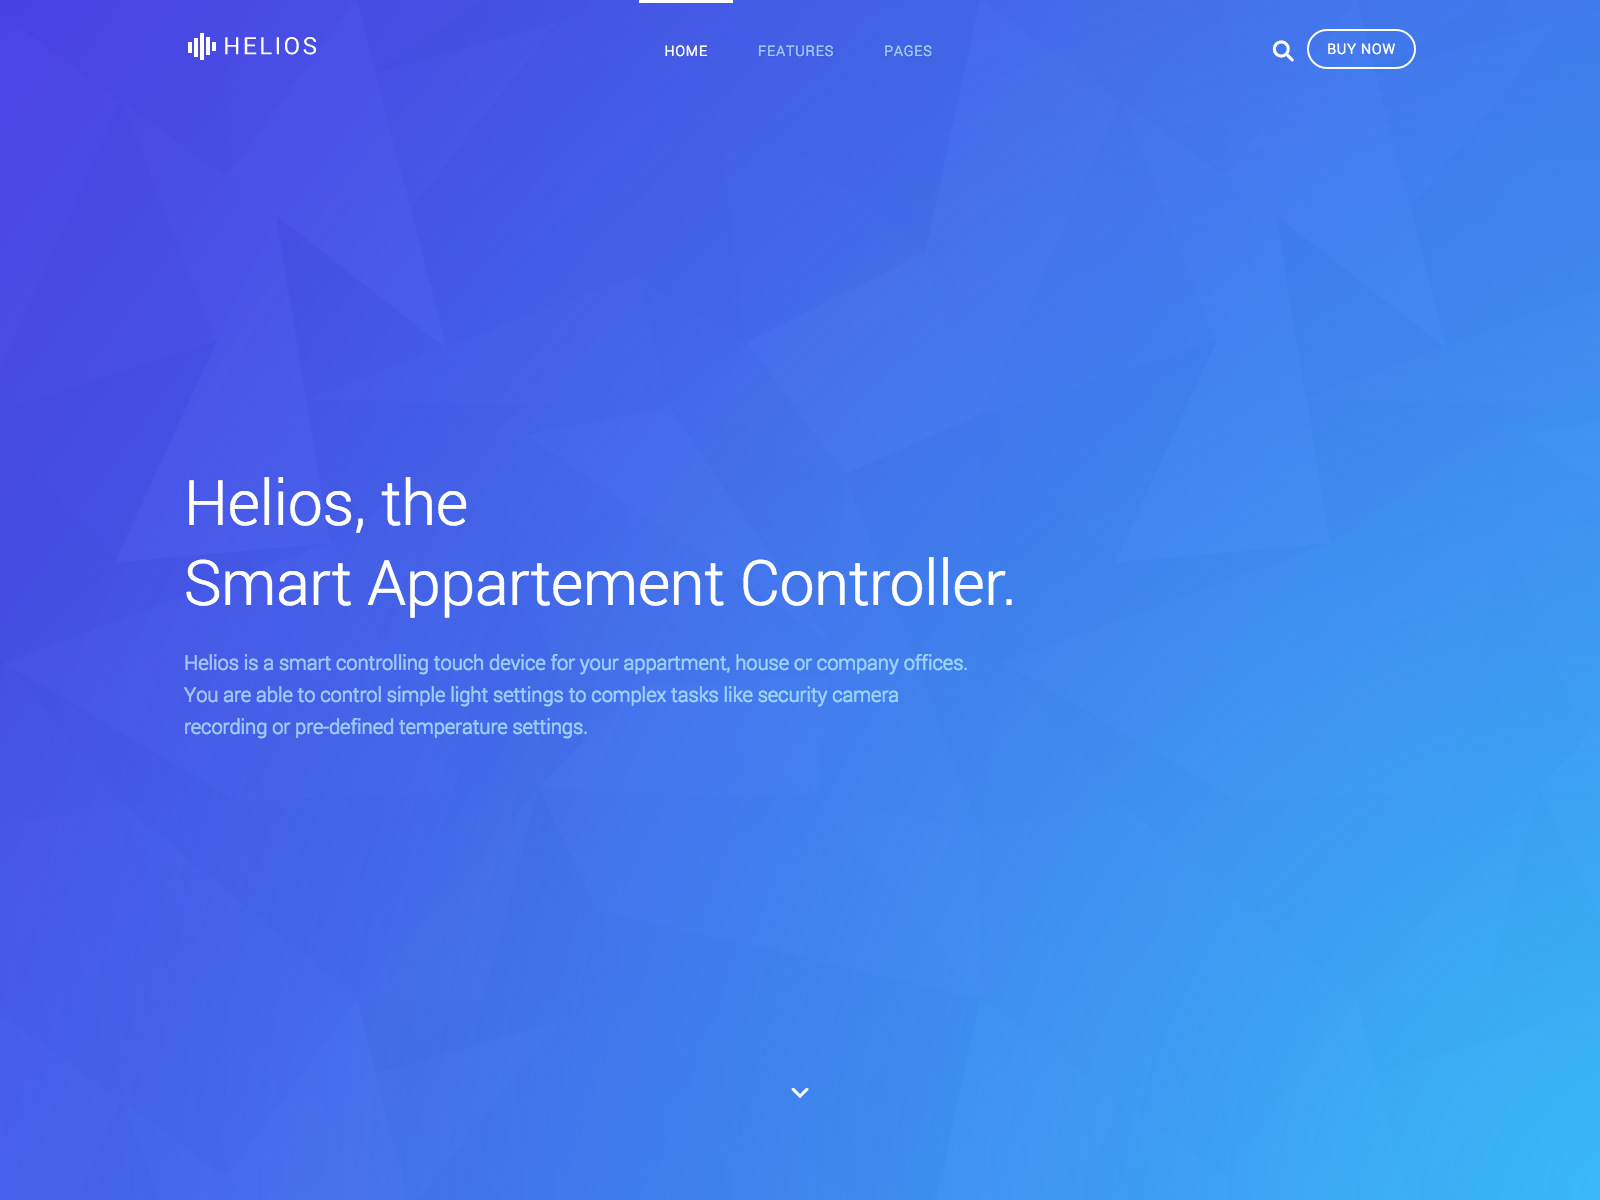 HELIOS
HOME FEATURES PAGES
BUY NOW
Helios, the
Smart Appartement Controller.
Helios is a smart controlling touch device for your appartment, house or company offices.
You are able to control simple light settings to complex tasks like security camera
recording or pre-defined temperature settings.